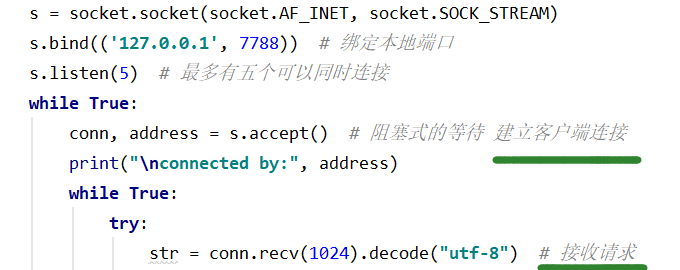 s = socket.socket(socket.AF_INET, socket.SOCK_STREAM)
s.bind(('127.0.0.1', 7788))  # 绑定本地端口
s.listen(5)  # 最多有五个可以同时连接
while True:
    conn, address = s.accept()  # 阻塞式的等待 建立客户端连接
    print("\nconnected by:", address)
    while True:
        try:
            str = conn.recv(1024).decode("utf-8")  # 接收请求